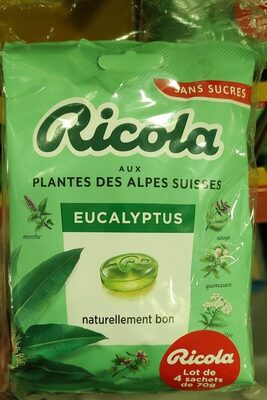 SANS SUCRES
Ricola
AUX
PLANTES DES ALPES SUISSES
EUCALYPTUS
menthe
sauge
guimauve
naturellement bon
Ricola
Lot de
4 sachets
de 70g